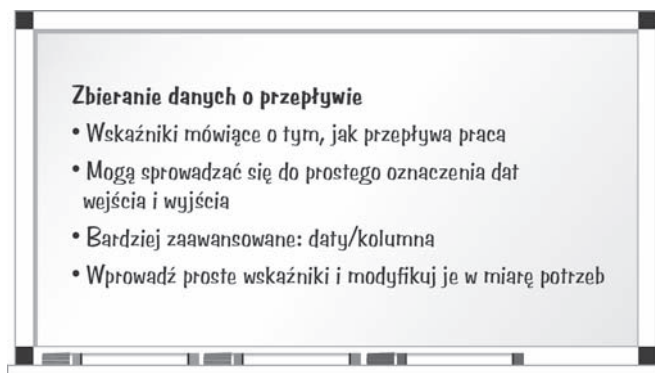 Zbieranie danych o przepływie
• Wskaźniki mówiące o tym, jak przepływa praca
• Mogą sprowadzać się do prostego oznaczenia dat
wejścia i wyjścia
• Bardziej zaawansowane: daty/kolumna
• Wprowadź proste wskaźniki i modyfikuj je w miarę potrzeb